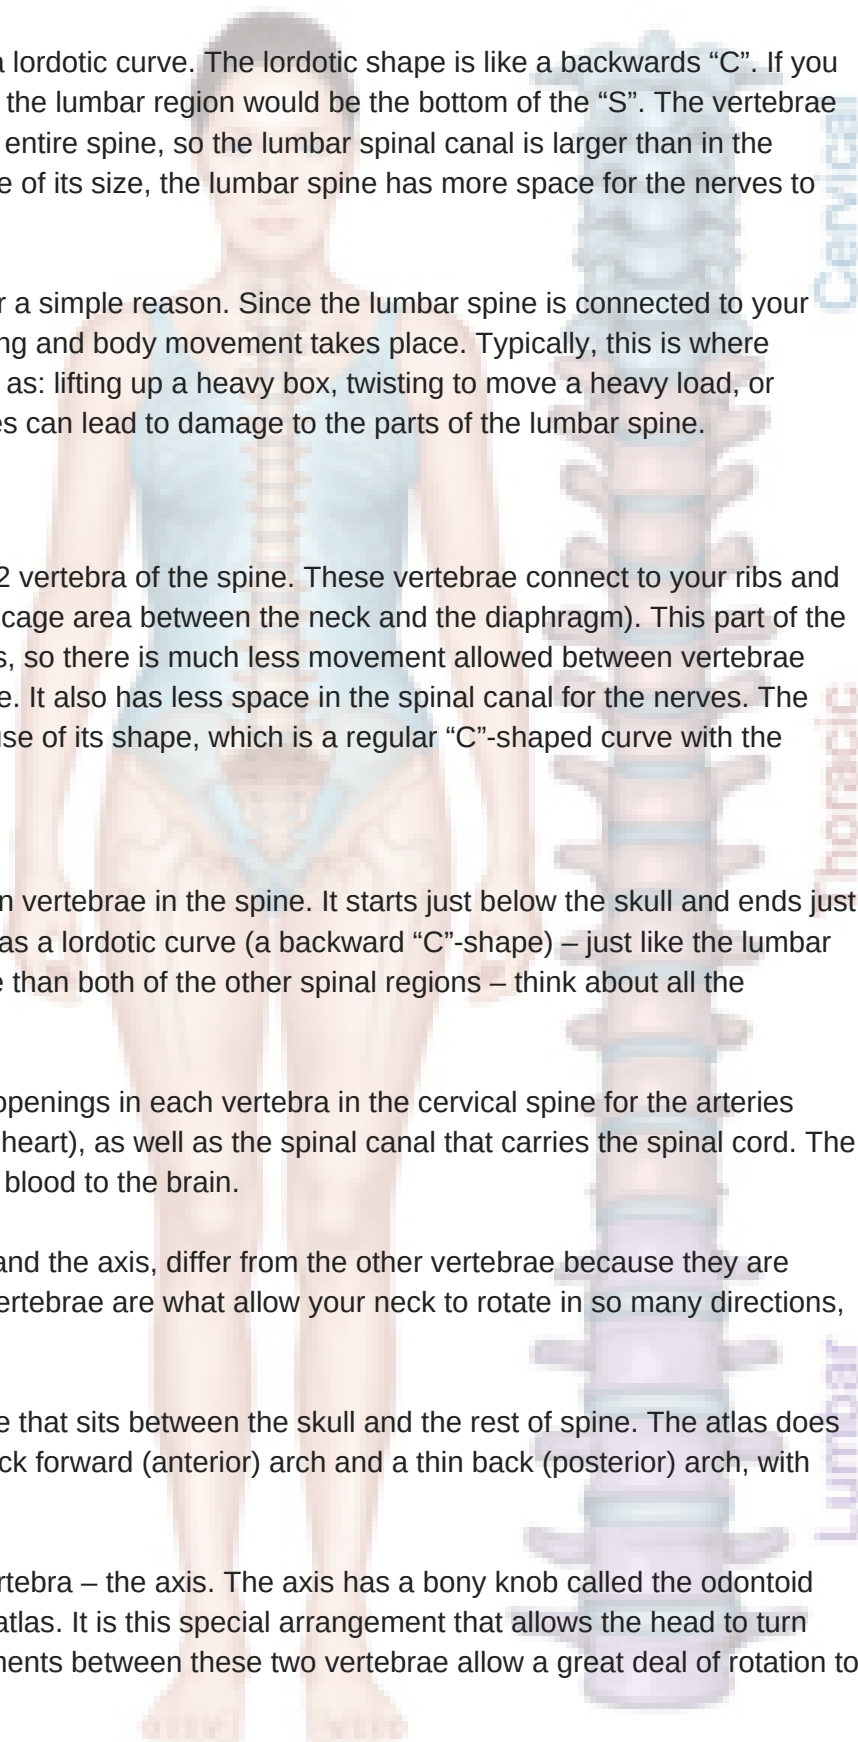 a lordotic curve. The lordotic shape is like a backwards “C”. If you
the lumbar region would be the bottom of the “S”. The vertebrae
entire spine, so the lumbar spinal canal is larger than in the
of its size, the lumbar spine has more space for the nerves to
Cervical
a simple reason. Since the lumbar spine is connected to your
and body movement takes place. Typically, this is where
as: lifting up a heavy box, twisting to move a heavy load, or
can lead to damage to the parts of the lumbar spine.
2 vertebra of the spine. These vertebrae connect to your ribs and
cage area between the neck and the diaphragm). This part of the
so there is much less movement allowed between vertebrae
It also has less space in the spinal canal for the nerves. The
of its shape, which is a regular “C”-shaped curve with the
Thoracic
vertebrae in the spine. It starts just below the skull and ends just
as a lordotic curve (a backward “C”-shape) – just like the lumbar
than both of the other spinal regions – think about all the
openings in each vertebra in the cervical spine for the arteries
heart), as well as the spinal canal that carries the spinal cord. The
blood to the brain.
and the axis, differ from the other vertebrae because they are
ertebrae are what allow your neck to rotate in so many directions,
Lumbar
that sits between the skull and the rest of spine. The atlas does
ck forward (anterior) arch and a thin back (posterior) arch, with
rtebra – the axis. The axis has a bony knob called the odontoid
atlas. It is this special arrangement that allows the head to turn
ments between these two vertebrae allow a great deal of rotation to